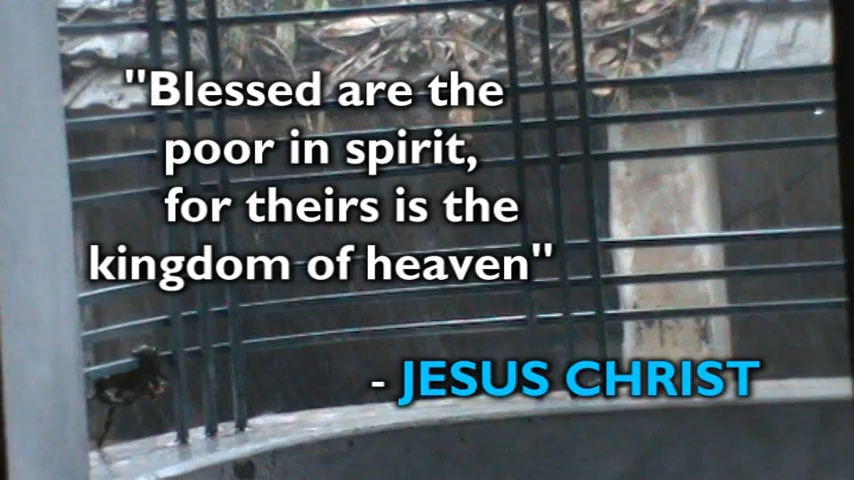 "Blessed are the
poor in spirit,
for theirs is the
kingdom of heaven"
- JESUS CHRIST